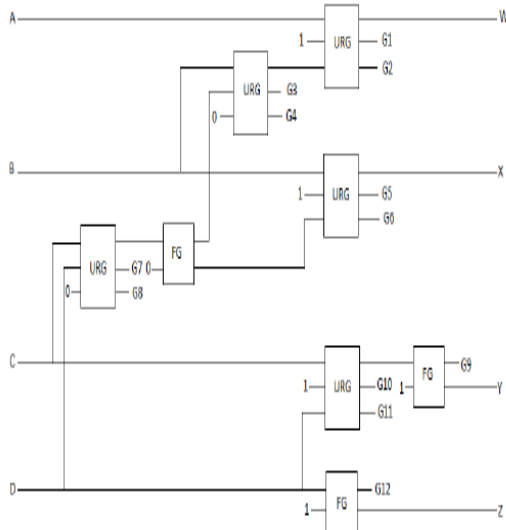 A W
1 URG G1
G2
URG G3
0 G4
B X
1 URG G5
G6
URG G7 0 FG
0 G8
C G9
1 URG G10 1 FG Y
G11
D G12
1 FG Z